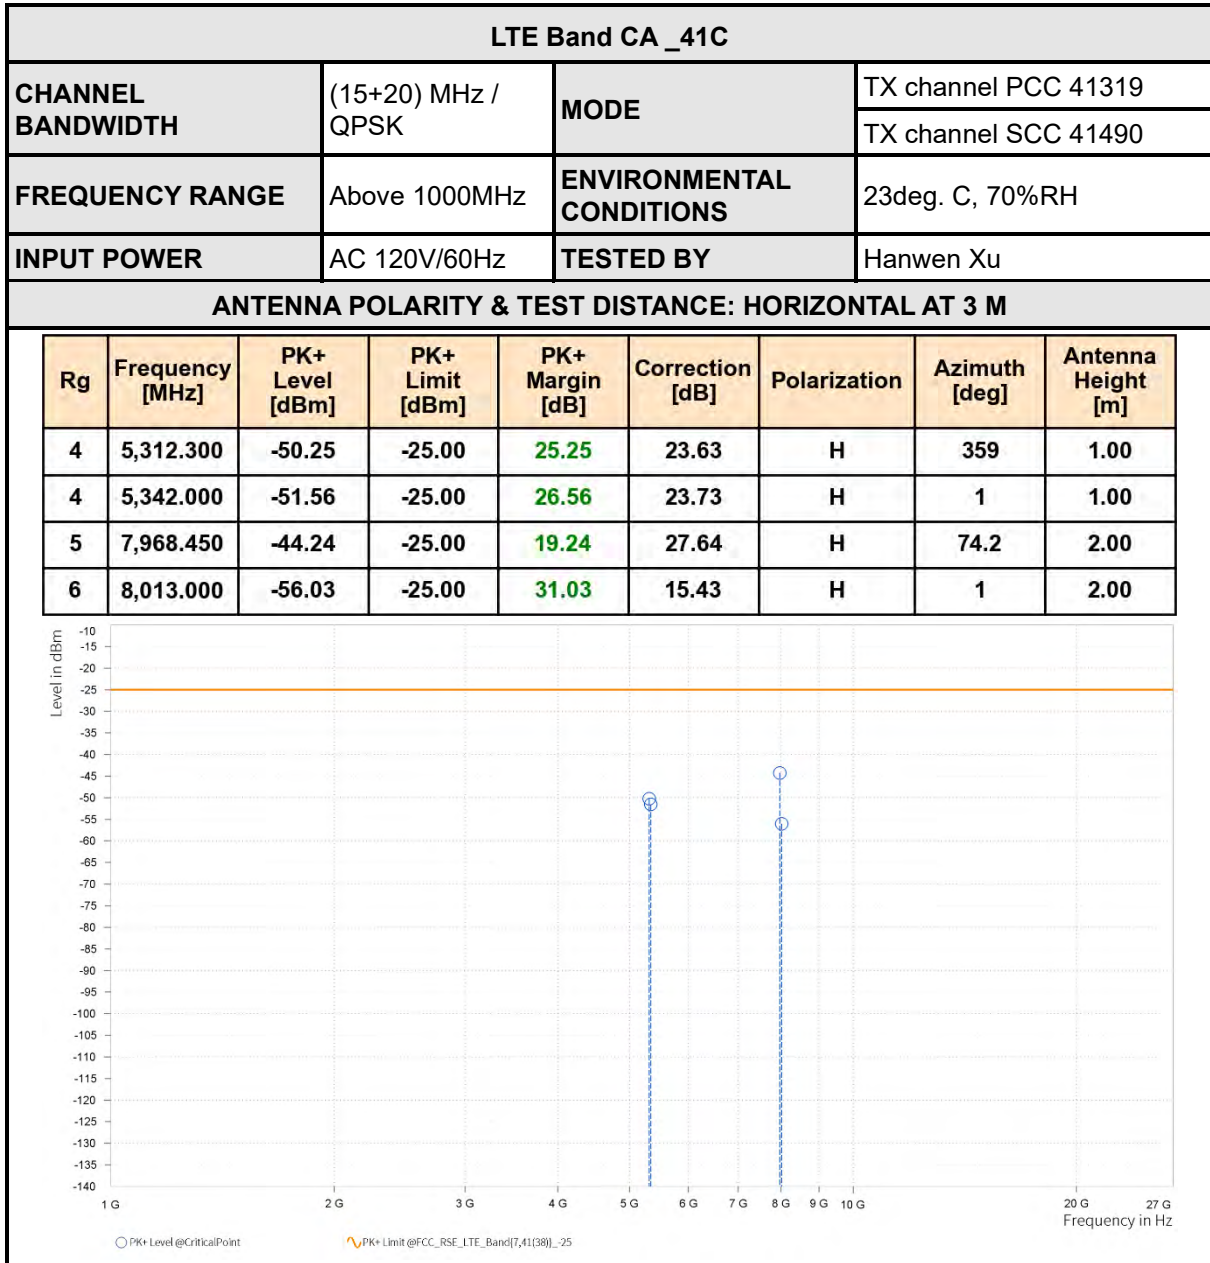 LTE Band CA _41C
CHANNEL
BANDWIDTH
(15+20) MHz /
QPSK
MODE
TX channel PCC 41319
TX channel SCC 41490
FREQUENCY RANGE
Above 1000MHz
ENVIRONMENTAL
CONDITIONS
23deg. C, 70%RH
INPUT POWER
AC 120V/60Hz
TESTED BY
Hanwen Xu
ANTENNA POLARITY & TEST DISTANCE: HORIZONTAL AT 3 M
Rg
Frequency
[MHz]
PK+
Level
[dBm]
PK+
Limit
[dBm]
PK+
Margin
[dB]
Correction
[dB]
Polarization
Azimuth
[deg]
Antenna
Height
[m]
4 5,312.300 -50.25 -25.00 25.25 23.63 H 359 1.00
4 5,342.000 -51.56 -25.00 26.56 23.73 H 1 1.00
5 7,968.450 -44.24 -25.00 19.24 27.64 H 74.2 2.00
6 8,013.000 -56.03 -25.00 31.03 15.43 H 1 2.00
Level in dBm
-10
-15
-20
-25
-30
-35
-40
-45
-50
-55
-60
-65
-70
-75
-80
-85
-90
-95
-100
-105
-110
-115
-120
-125
-130
-135
-140
1 G 2 G 3 G 4 G 5 G 6 G 7 G 8 G 9 G 10 G 20 G 27 G
Frequency in Hz
PK+ Level @CriticalPoint
PK+ Limit @FCC_RSE_LTE_Band{7,41(38)}_-25